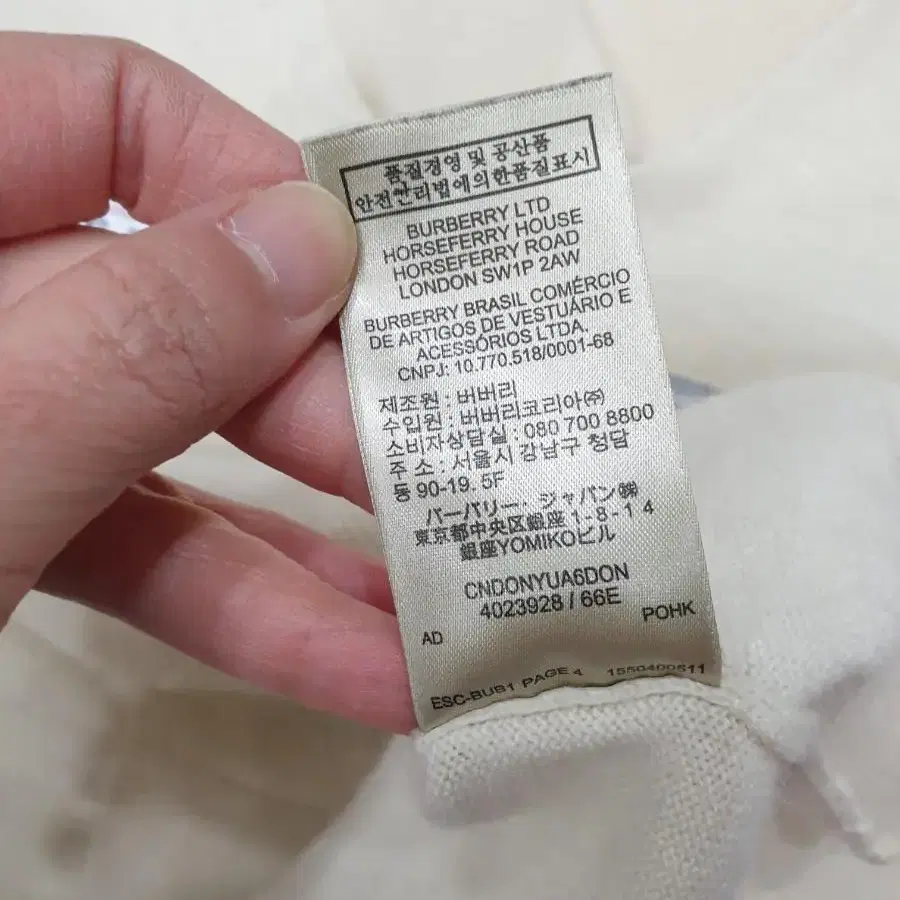 품질경영 및 공산품
안전관리법에의한품질표시
BURBERRY LTD
HORSEFERRY HOUSE
HORSEFERRY ROAD
LONDON SW1P 2AW
BURBERRY BRASIL COMÉRCIO
DE ARTIGOS DE VESTUÁRIO E
ACESSÓRIOS LTDA.
CNPJ: 10.770.518/0001-68
제조원 : 버버리
수입원 : 버버리코리아㈜
소비자상담실 : 080 700 8800
주 소 : 서울시 강남구 청담
동 90-19. 5F
バーバリー・ジャパン㈱
東京都中央区銀座 1-8-1 4
銀座YOMIKOビル
CNDONYUA6DON
4023928 / 66E
AD POHK
ESC-BUB1 PAGE 4 1550400511